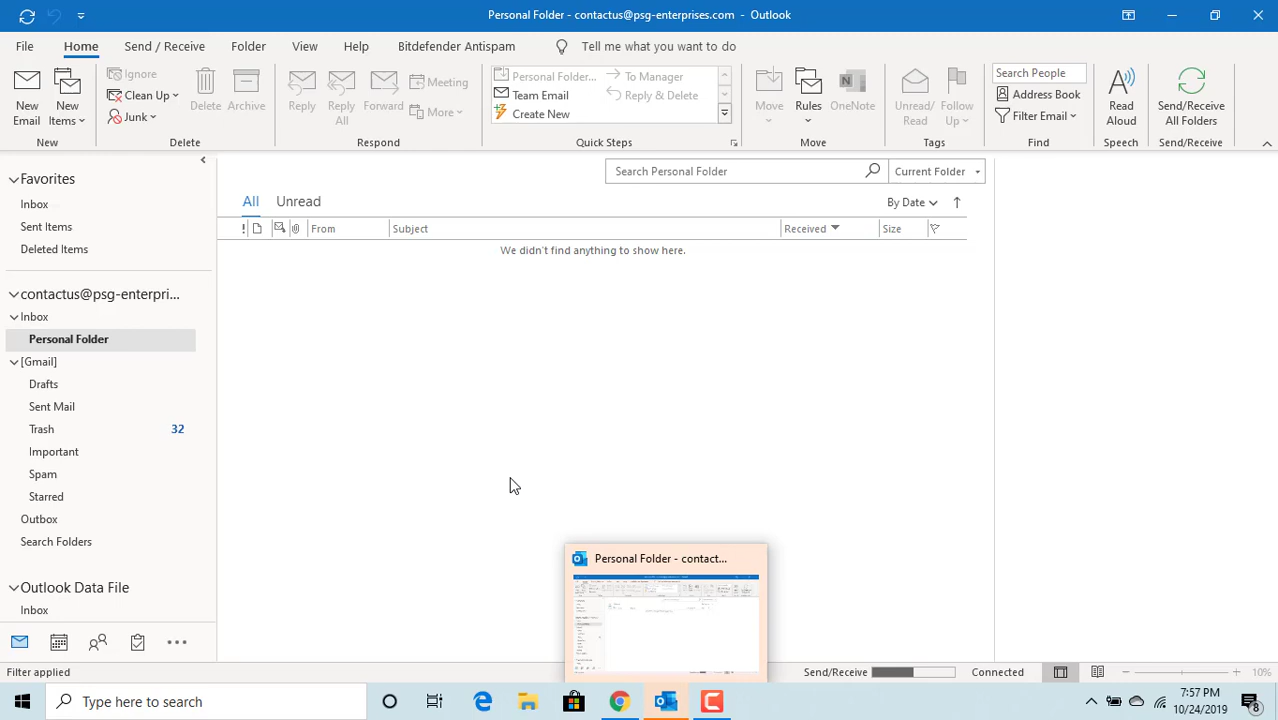 Personal Folder - contactus@psg-enterprises.com - Outlook
File Home Send / Receive Folder View Help Bitdefender Antispam Tell me what you want to do
New Email
New Items
New
Ignore
Clean Up
Junk
Delete
Archive
Delete
Reply
Reply All
Forward
Meeting
More
Respond
Personal Folder...
Team Email
Create New
To Manager
Reply & Delete
Quick Steps
Move
Rules
OneNote
Move
Unread/ Read
Follow Up
Tags
Search People
Address Book
Filter Email
Find
Read Aloud
Speech
Send/Receive All Folders
Send/Receive
Favorites
Inbox
Sent Items
Deleted Items
contactus@psg-enterpri...
Inbox
Personal Folder
[Gmail]
Drafts
Sent Mail
Trash 32
Important
Spam
Starred
Outbox
Search Folders
Outlook Data File
Inbox
Search Personal Folder
Current Folder
All Unread
By Date
! From Subject Received Size
We didn't find anything to show here.
Personal Folder - contact...
Filter applied
Send/Receive
Connected
10%
Type here to search
7:57 PM
10/24/2019
8